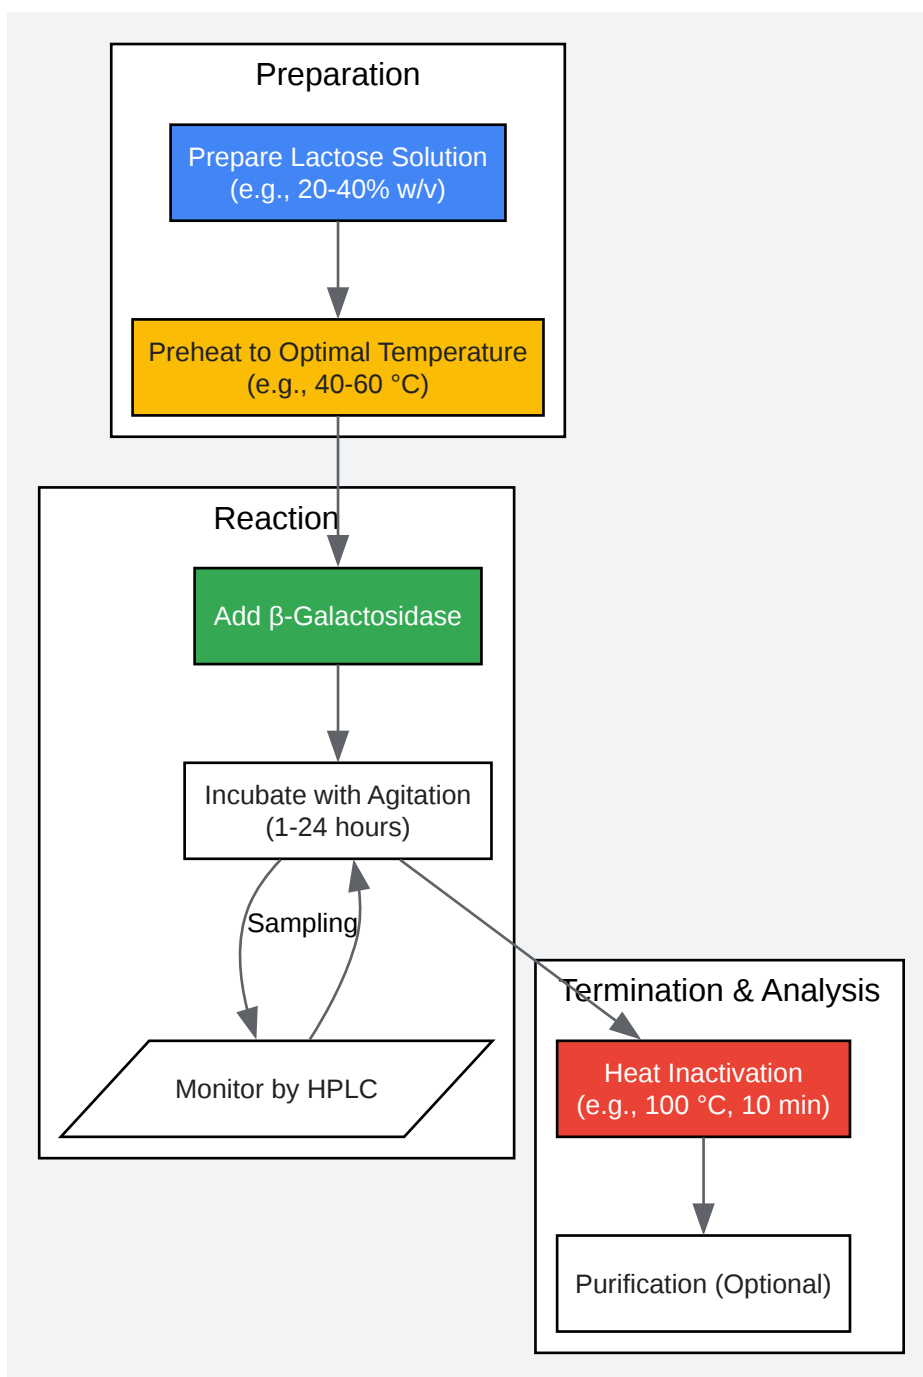 Preparation
Prepare Lactose Solution
(e.g., 20-40% w/v)
Preheat to Optimal Temperature
(e.g., 40-60 °C)
Reaction
Add β-Galactosidase
Incubate with Agitation
(1-24 hours)
Sampling
Monitor by HPLC
Termination & Analysis
Heat Inactivation
(e.g., 100 °C, 10 min)
Purification (Optional)